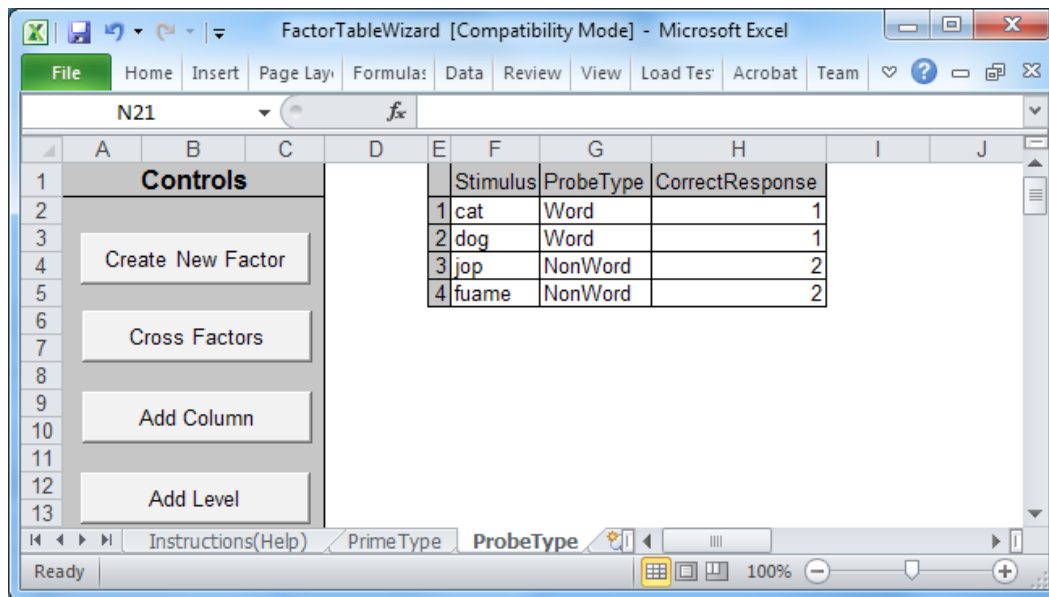 FactorTableWizard [Compatibility Mode] - Microsoft Excel
File Home Insert Page Layo Formulas Data Review View Load Tes Acrobat Team
N21 fx
A B C D E F G H I J
1 Controls Stimulus ProbeType CorrectResponse
2 1 cat Word 1
3 2 dog Word 1
4 Create New Factor 3 jop NonWord 2
5 4 fuame NonWord 2
6
7 Cross Factors
8
9
10 Add Column
11
12
13 Add Level
Instructions(Help) PrimeType ProbeType
Ready 100%